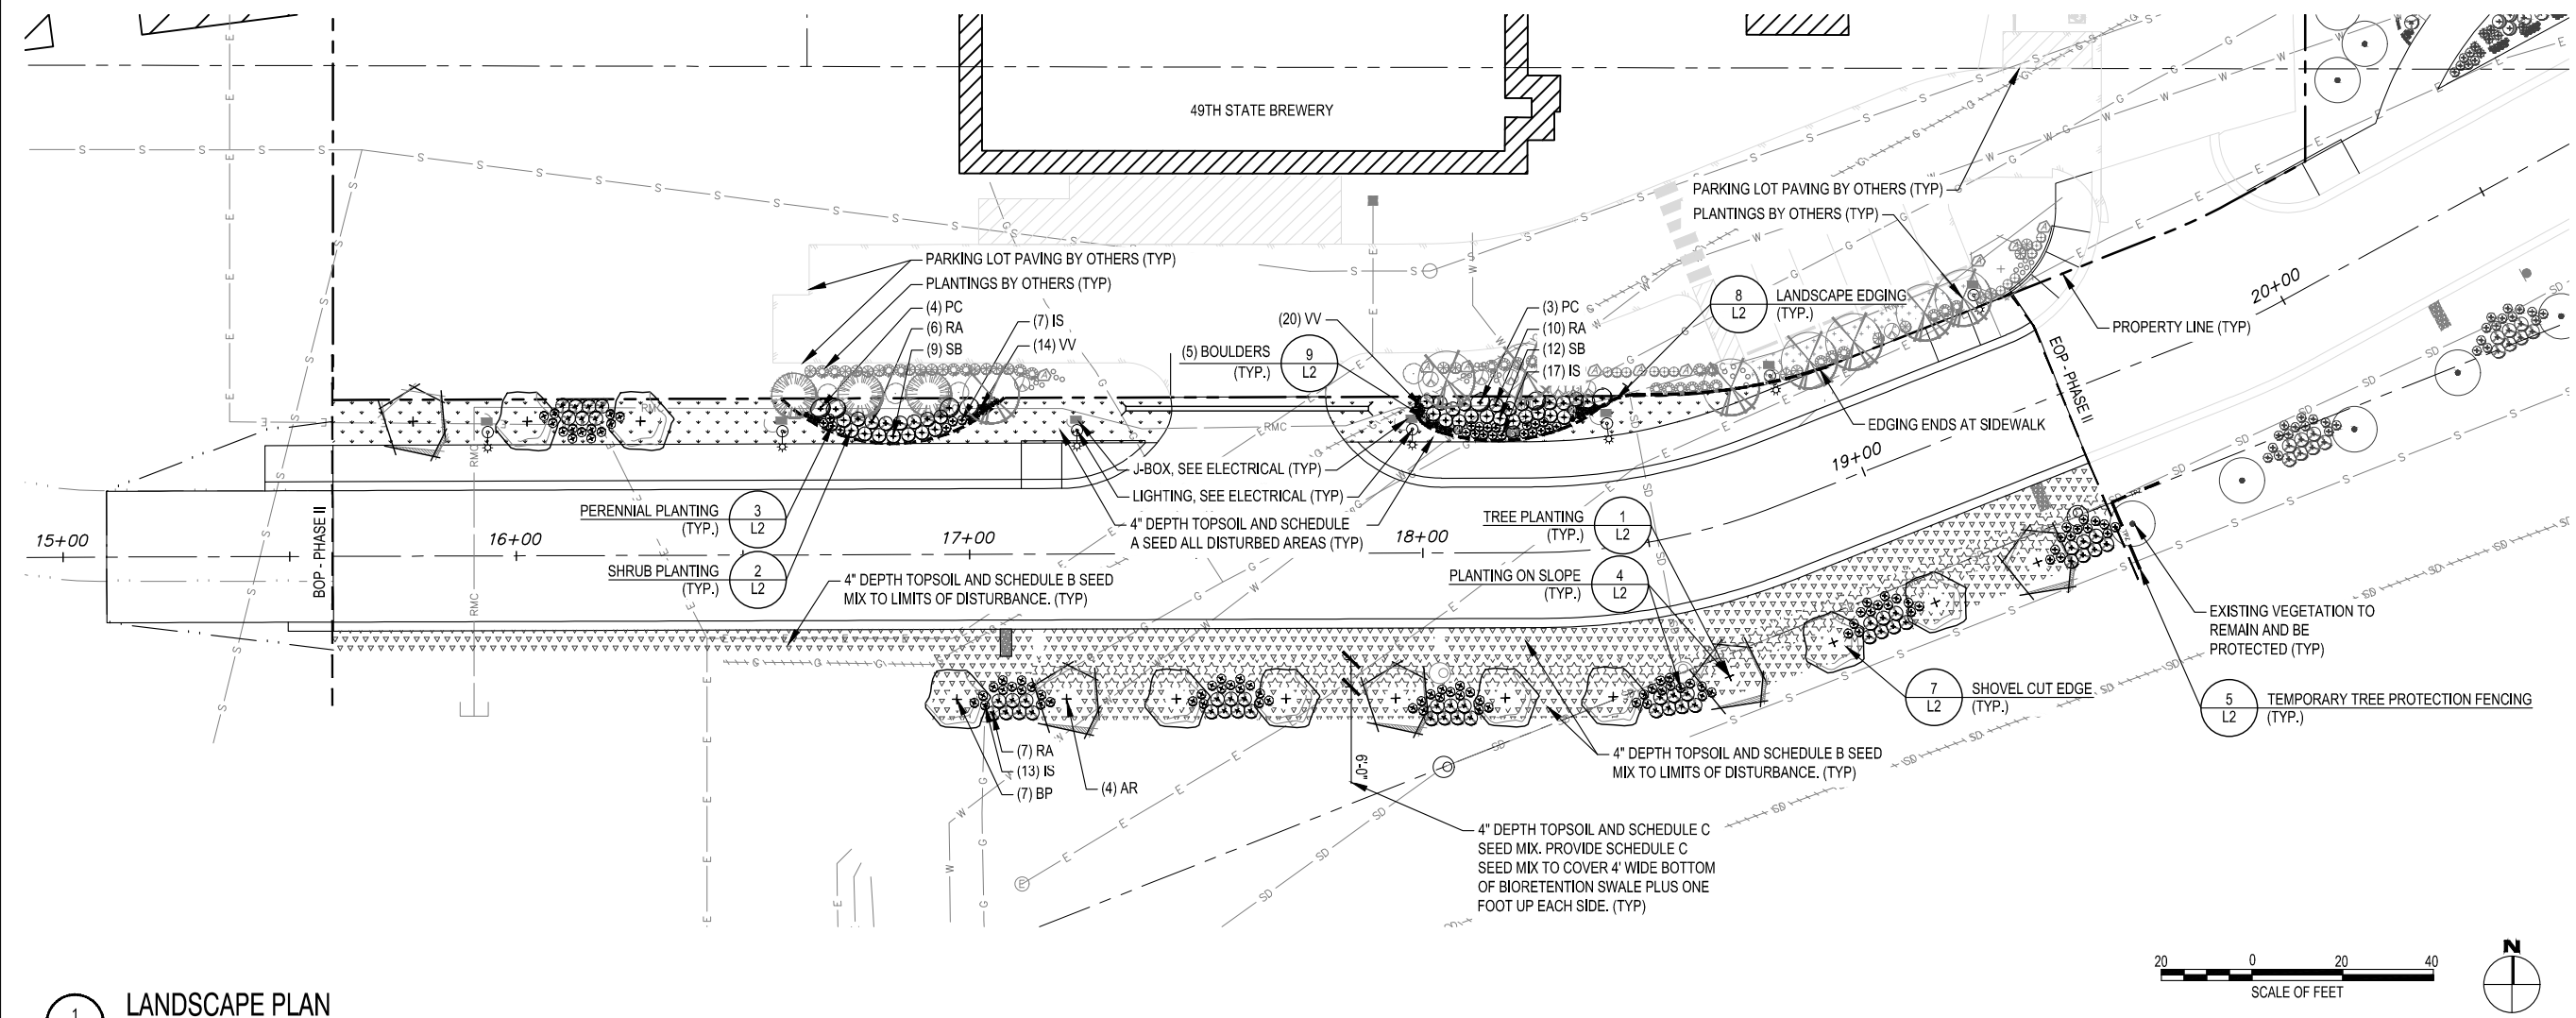 49TH STATE BREWERY
PARKING LOT PAVING BY OTHERS (TYP)
PLANTINGS BY OTHERS (TYP)
(4) PC
(6) RA
(9) SB
(7) IS
(14) VV
(20) VV
(5) BOULDERS
(TYP.)
9
L2
(3) PC
(10) RA
(12) SB
(17) IS
8
L2
LANDSCAPE EDGING
(TYP.)
PARKING LOT PAVING BY OTHERS (TYP)
PLANTINGS BY OTHERS (TYP)
PROPERTY LINE (TYP)
20+00
EOP - PHASE II
EDGING ENDS AT SIDEWALK
19+00
J-BOX, SEE ELECTRICAL (TYP)
LIGHTING, SEE ELECTRICAL (TYP)
4" DEPTH TOPSOIL AND SCHEDULE
A SEED ALL DISTURBED AREAS (TYP)
PERENNIAL PLANTING
(TYP.)
3
L2
SHRUB PLANTING
(TYP.)
2
L2
TREE PLANTING
(TYP.)
1
L2
PLANTING ON SLOPE
(TYP.)
4
L2
15+00
BOP - PHASE II
16+00
17+00
18+00
4" DEPTH TOPSOIL AND SCHEDULE B SEED
MIX TO LIMITS OF DISTURBANCE. (TYP)
EXISTING VEGETATION TO
REMAIN AND BE
PROTECTED (TYP)
7
L2
SHOVEL CUT EDGE
(TYP.)
5
L2
TEMPORARY TREE PROTECTION FENCING
(TYP.)
(7) RA
(13) IS
(7) BP
(4) AR
6'-0"
4" DEPTH TOPSOIL AND SCHEDULE B SEED
MIX TO LIMITS OF DISTURBANCE. (TYP)
4" DEPTH TOPSOIL AND SCHEDULE C
SEED MIX. PROVIDE SCHEDULE C
SEED MIX TO COVER 4' WIDE BOTTOM
OF BIORETENTION SWALE PLUS ONE
FOOT UP EACH SIDE. (TYP)
20 0 20 40
SCALE OF FEET
N
1
LANDSCAPE PLAN